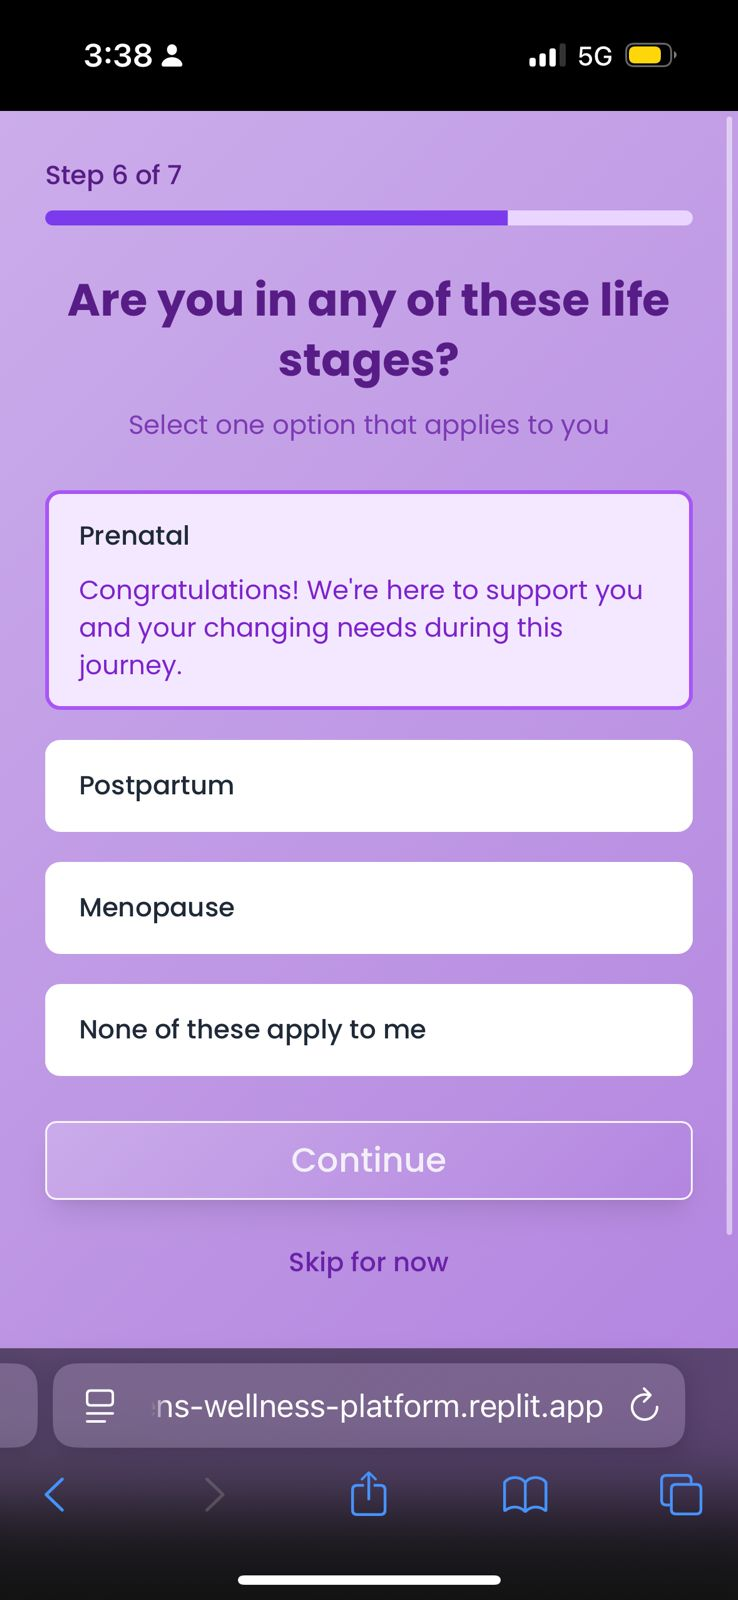 3:38
5G
Step 6 of 7
Are you in any of these life
stages?
Select one option that applies to you
Prenatal
Congratulations! We're here to support you
and your changing needs during this
journey.
Postpartum
Menopause
None of these apply to me
Continue
Skip for now
ns-wellness-platform.replit.app